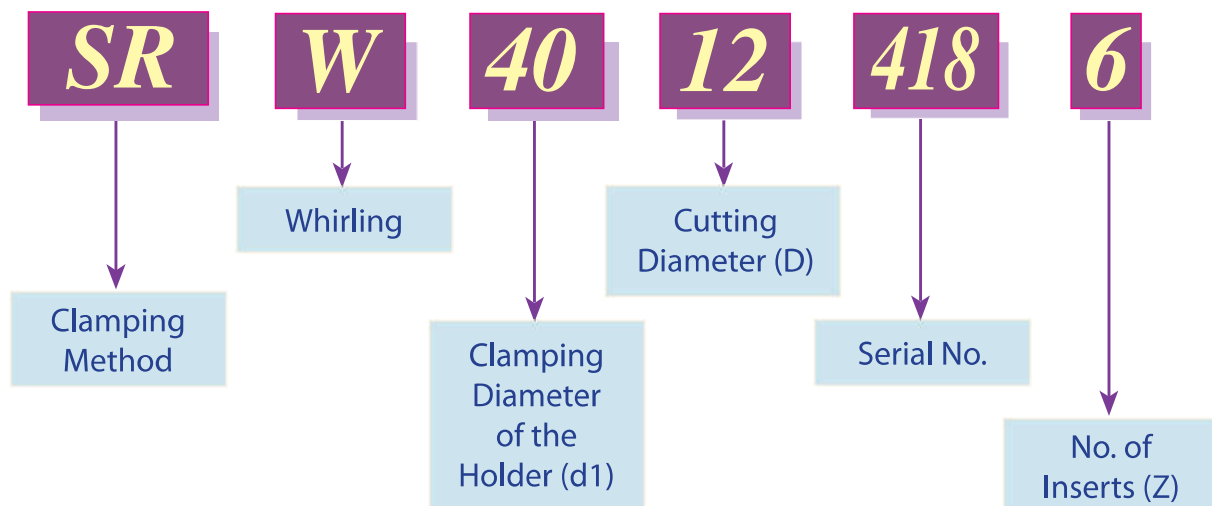 SR W 40 12 418 6
Whirling
Cutting
Diameter (D)
Clamping
Method
Clamping
Diameter
of the
Holder (d1)
Serial No.
No. of
Inserts (Z)